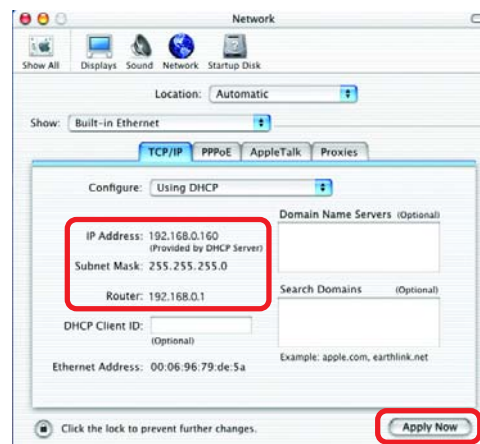 Network
Show All Displays Sound Network Startup Disk
Location: Automatic
Show: Built-in Ethernet
TCP/IP PPPoE AppleTalk Proxies
Configure: Using DHCP
Domain Name Servers (Optional)
IP Address: 192.168.0.160
(Provided by DHCP Server)
Subnet Mask: 255.255.255.0
Router: 192.168.0.1
Search Domains (Optional)
DHCP Client ID:
(Optional)
Example: apple.com, earthlink.net
Ethernet Address: 00:06:96:79:de:5a
Click the lock to prevent further changes.
Apply Now